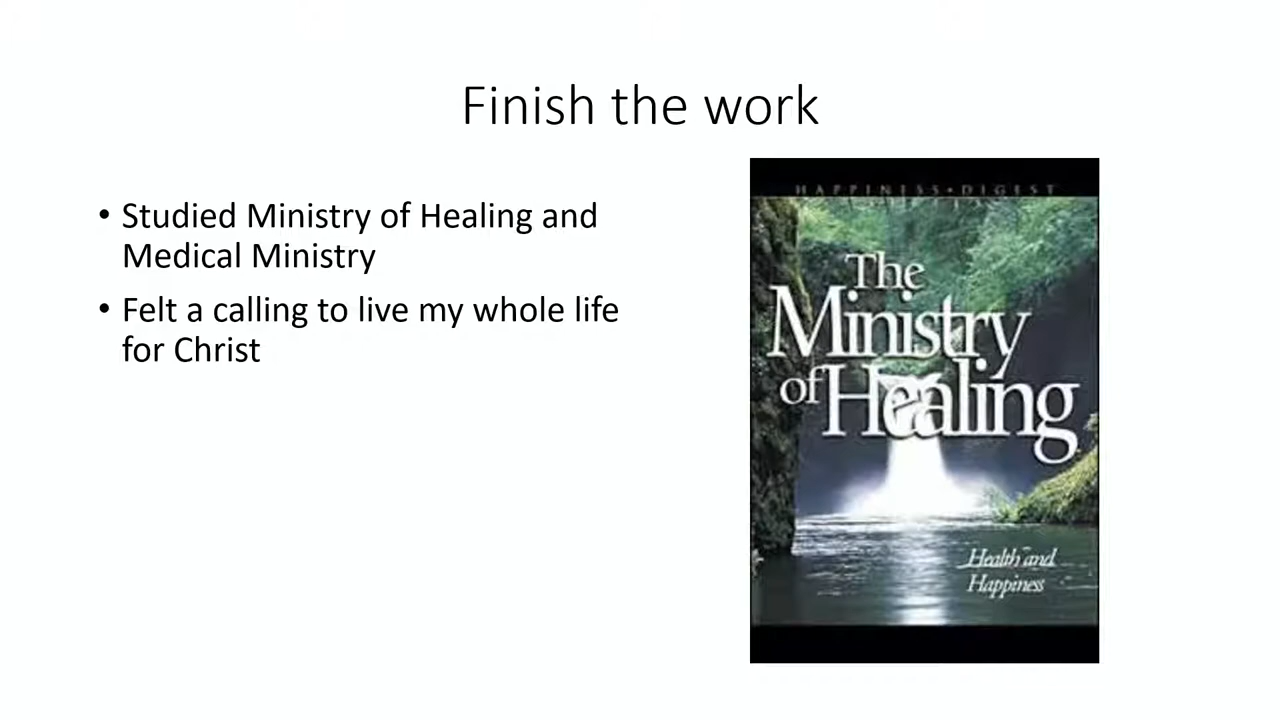 Finish the work
• Studied Ministry of Healing and
Medical Ministry
• Felt a calling to live my whole life
for Christ
HAPPINESS • DIGEST
The
Ministry
of Healing
Health and
Happiness